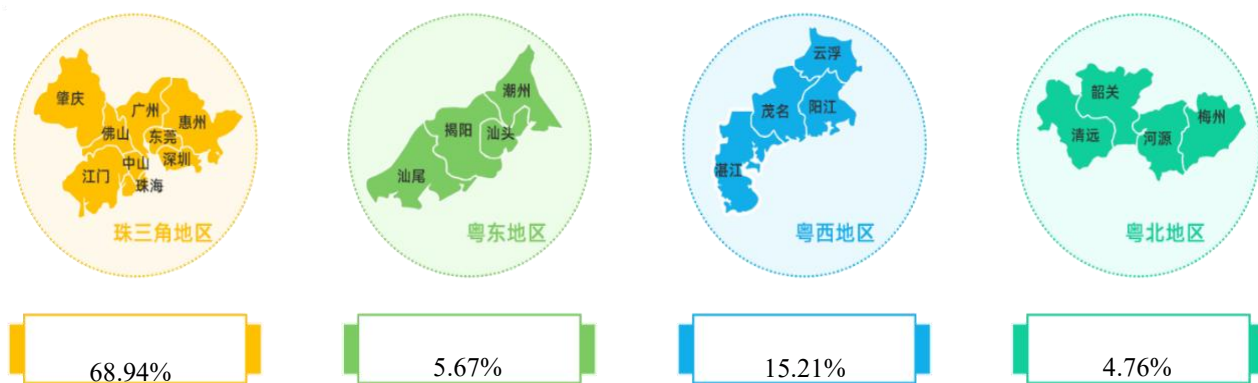 肇庆
广州
惠州
佛山
东莞
中山
深圳
江门
珠海
珠三角地区
68.94%
潮州
揭阳
汕头
汕尾
粤东地区
5.67%
云浮
茂名
阳江
湛江
粤西地区
15.21%
韶关
梅州
清远
河源
粤北地区
4.76%